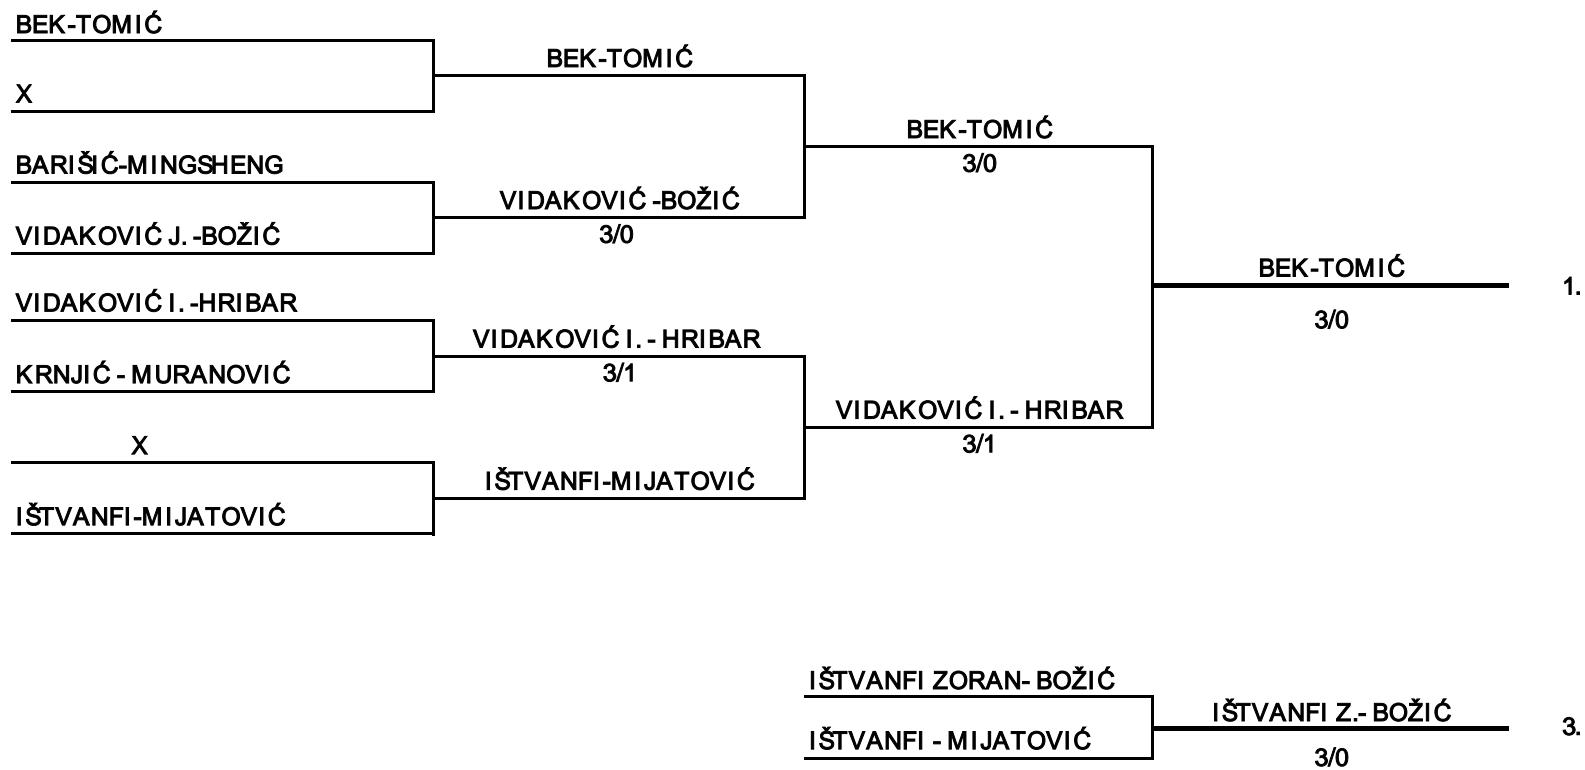 BEK-TOMIĆ
X
BARIŠIĆ-MINGSHENG
VIDAKOVIĆ J. -BOŽIĆ
VIDAKOVIĆ I. -HRIBAR
KRNJIĆ - MURANOVIĆ
X
IŠTVANFI-MIJATOVIĆ
BEK-TOMIĆ
VIDAKOVIĆ -BOŽIĆ
3/0
VIDAKOVIĆ I. - HRIBAR
3/1
IŠTVANFI-MIJATOVIĆ
BEK-TOMIĆ
3/0
VIDAKOVIĆ I. - HRIBAR
3/1
BEK-TOMIĆ
1.
3/0
IŠTVANFI ZORAN- BOŽIĆ
IŠTVANFI - MIJATOVIĆ
IŠTVANFI Z.- BOŽIĆ
3.
3/0